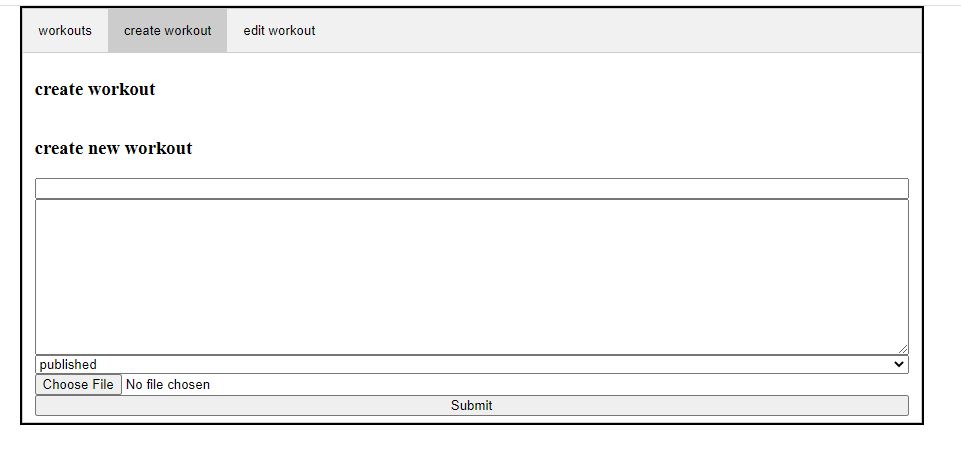 workouts create workout edit workout
create workout
create new workout
published
Choose File No file chosen
Submit